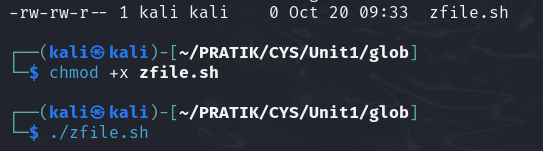 -rw-rw-r-- 1 kali kali     0 Oct 20 09:33  zfile.sh
┌──(kali㉿kali)-[~/PRATIK/CYS/Unit1/glob]
└─$ chmod +x zfile.sh
┌──(kali㉿kali)-[~/PRATIK/CYS/Unit1/glob]
└─$ ./zfile.sh